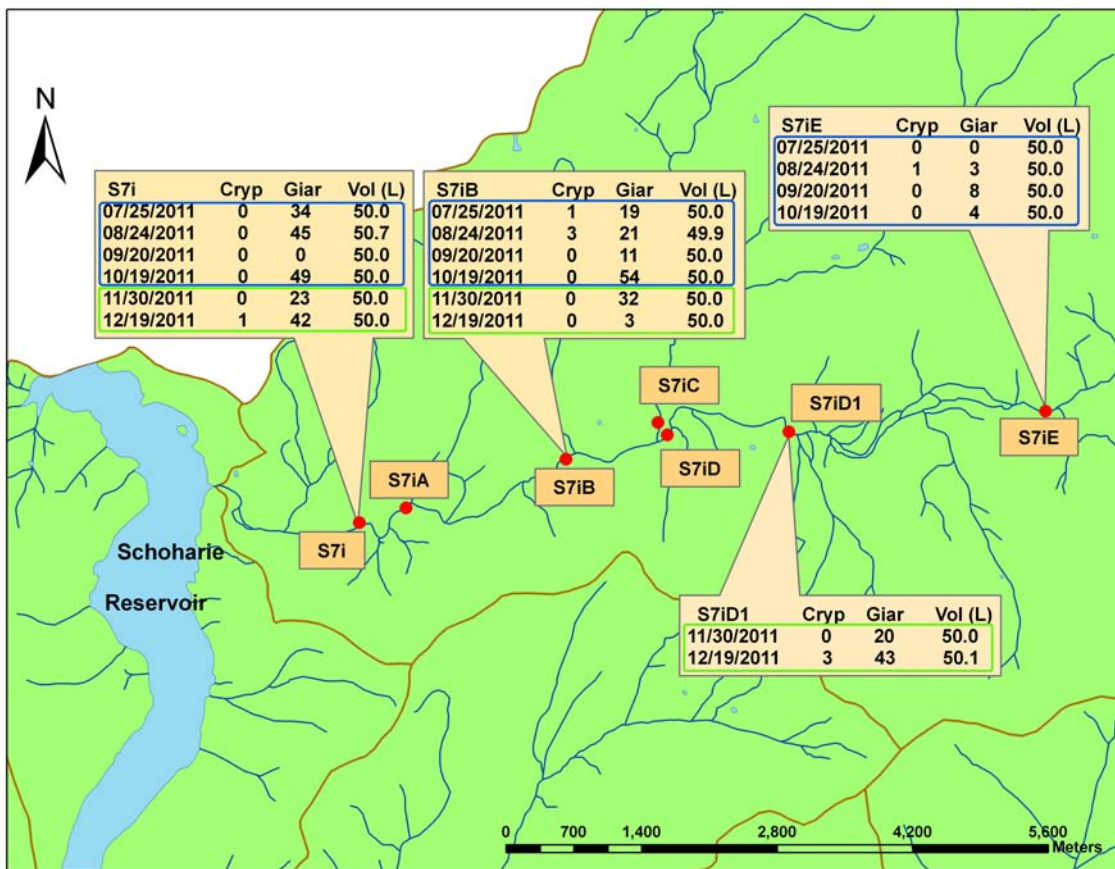 N
S7iE Cryp Giar Vol (L)
07/25/2011 0 0 50.0
08/24/2011 1 3 50.0
09/20/2011 0 8 50.0
10/19/2011 0 4 50.0
S7i Cryp Giar Vol (L)
07/25/2011 0 34 50.0
08/24/2011 0 45 50.7
09/20/2011 0 0 50.0
10/19/2011 0 49 50.0
11/30/2011 0 23 50.0
12/19/2011 1 42 50.0
S7iB Cryp Giar Vol (L)
07/25/2011 1 19 50.0
08/24/2011 3 21 49.9
09/20/2011 0 11 50.0
10/19/2011 0 54 50.0
11/30/2011 0 32 50.0
12/19/2011 0 3 50.0
S7iC
S7iD1
S7iE
S7iD
S7iB
S7iA
S7i
Schoharie
Reservoir
S7iD1 Cryp Giar Vol (L)
11/30/2011 0 20 50.0
12/19/2011 3 43 50.1
0 700 1,400 2,800 4,200 5,600
Meters